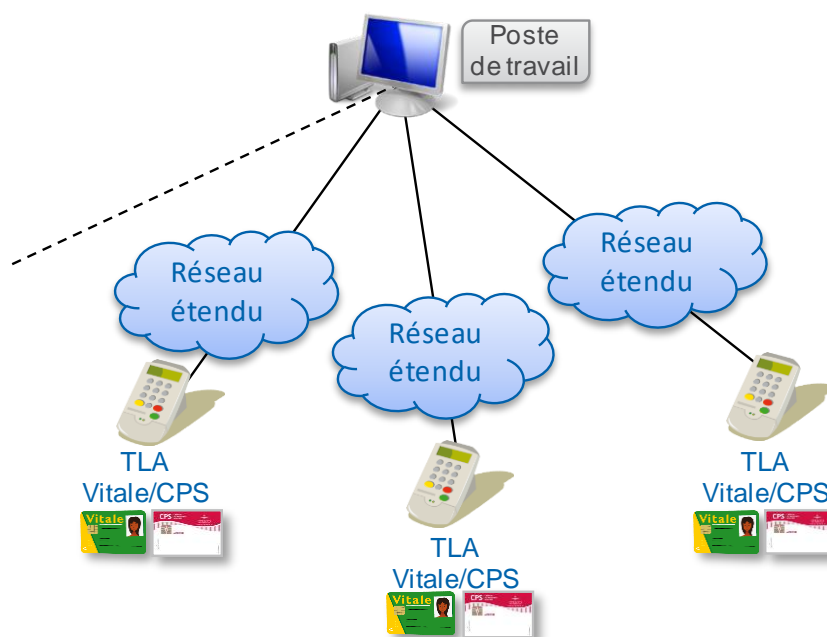 Poste
de travail
Réseau
étendu
Réseau
étendu
Réseau
étendu
TLA
Vitale/CPS
Vitale
CPS
TLA
Vitale/CPS
Vitale
CPS
TLA
Vitale/CPS
Vitale
CPS